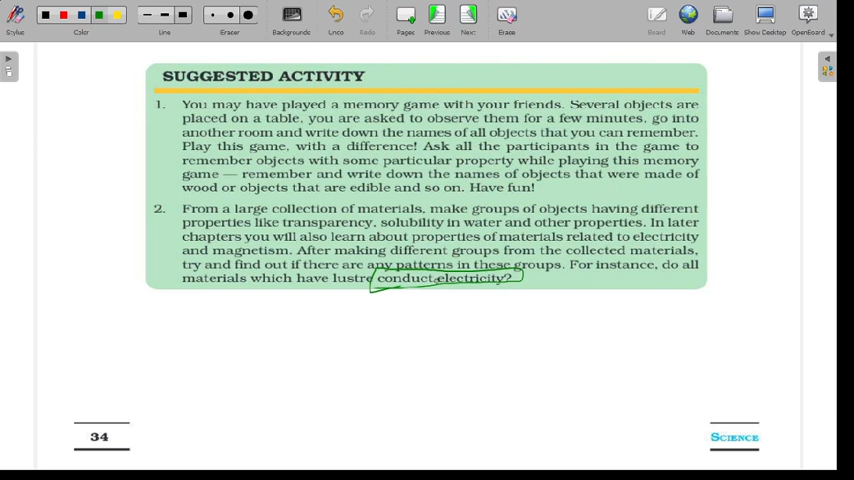 Stylus
Color
Line
Eraser
Backgrounds
Undo
Redo
Pages
Previous
Next
Erase
Board
Web
Documents
Show Desktop
OpenBoard
SUGGESTED ACTIVITY
1. You may have played a memory game with your friends. Several objects are
placed on a table, you are asked to observe them for a few minutes, go into
another room and write down the names of all objects that you can remember.
Play this game, with a difference! Ask all the participants in the game to
remember objects with some particular property while playing this memory
game — remember and write down the names of objects that were made of
wood or objects that are edible and so on. Have fun!
2. From a large collection of materials, make groups of objects having different
properties like transparency, solubility in water and other properties. In later
chapters you will also learn about properties of materials related to electricity
and magnetism. After making different groups from the collected materials,
try and find out if there are any patterns in these groups. For instance, do all
materials which have lustre conduct electricity?
34
SCIENCE